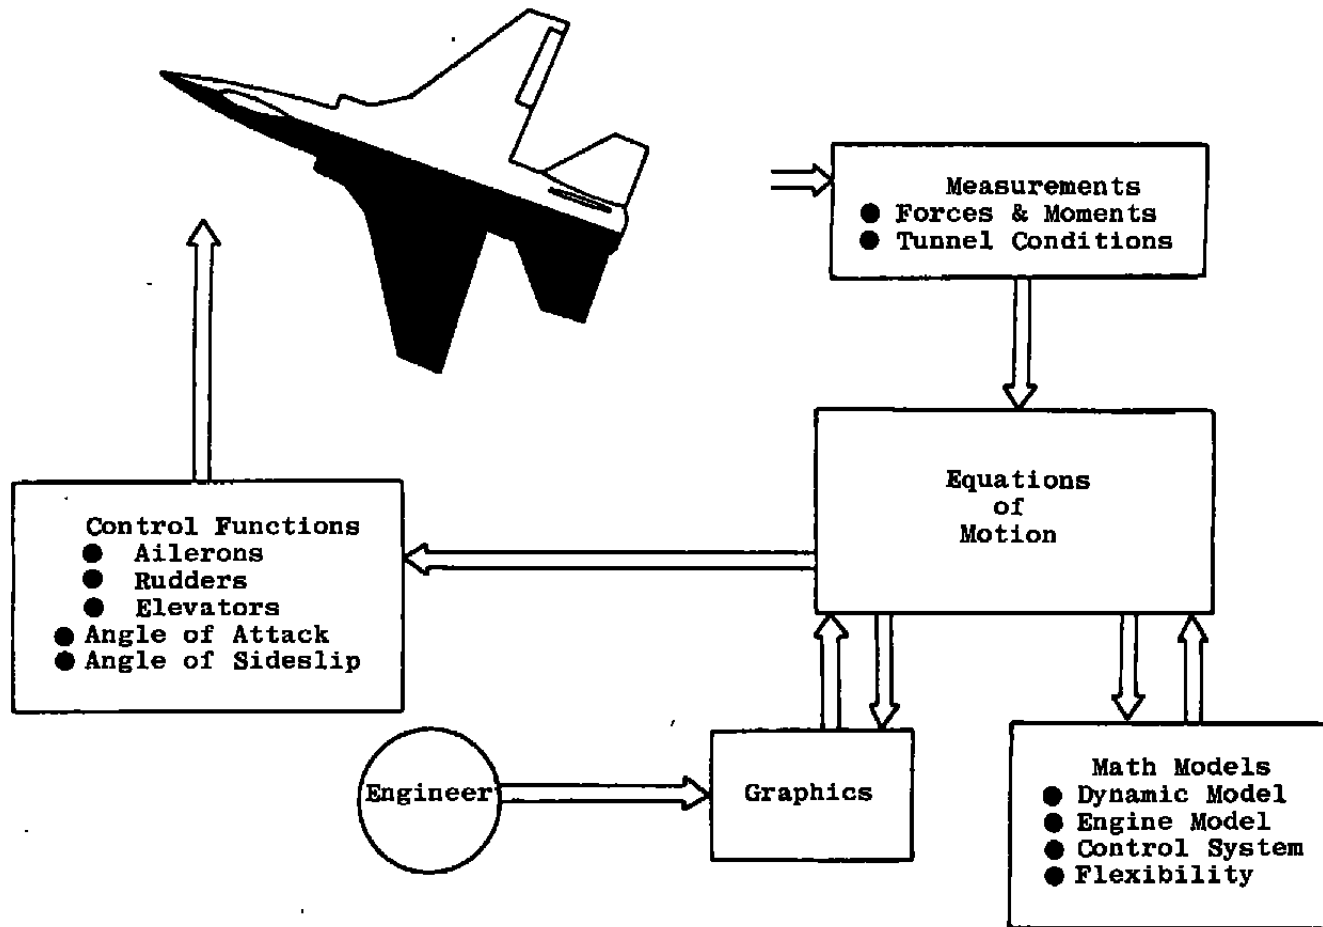 Measurements
● Forces & Moments
● Tunnel Conditions
Equations
of
Motion
Control Functions
● Ailerons
● Rudders
● Elevators
● Angle of Attack
● Angle of Sideslip
Engineer
Graphics
Math Models
● Dynamic Model
● Engine Model
● Control System
● Flexibility